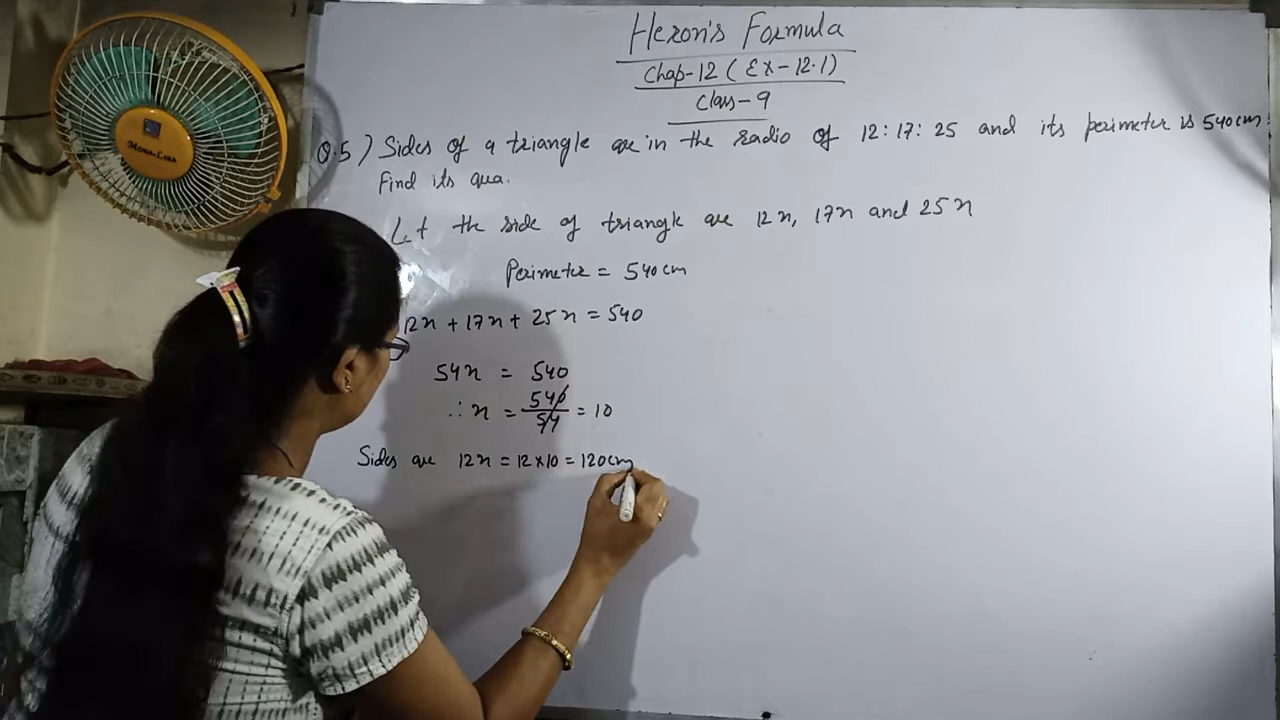 Heron's Formula
Chap-12 (Ex-12.1)
Class-9
Q.5) Sides of a triangle are in the radio of 12:17:25 and its perimeter is 540cm.
Find its area.
Let the side of triangle are 12x, 17x and 25x
Perimeter = 540cm
12x + 17x + 25x = 540
54x = 540
∴ x = 540/54 = 10
Sides are 12x = 12×10 = 120cm
MONA-LISA